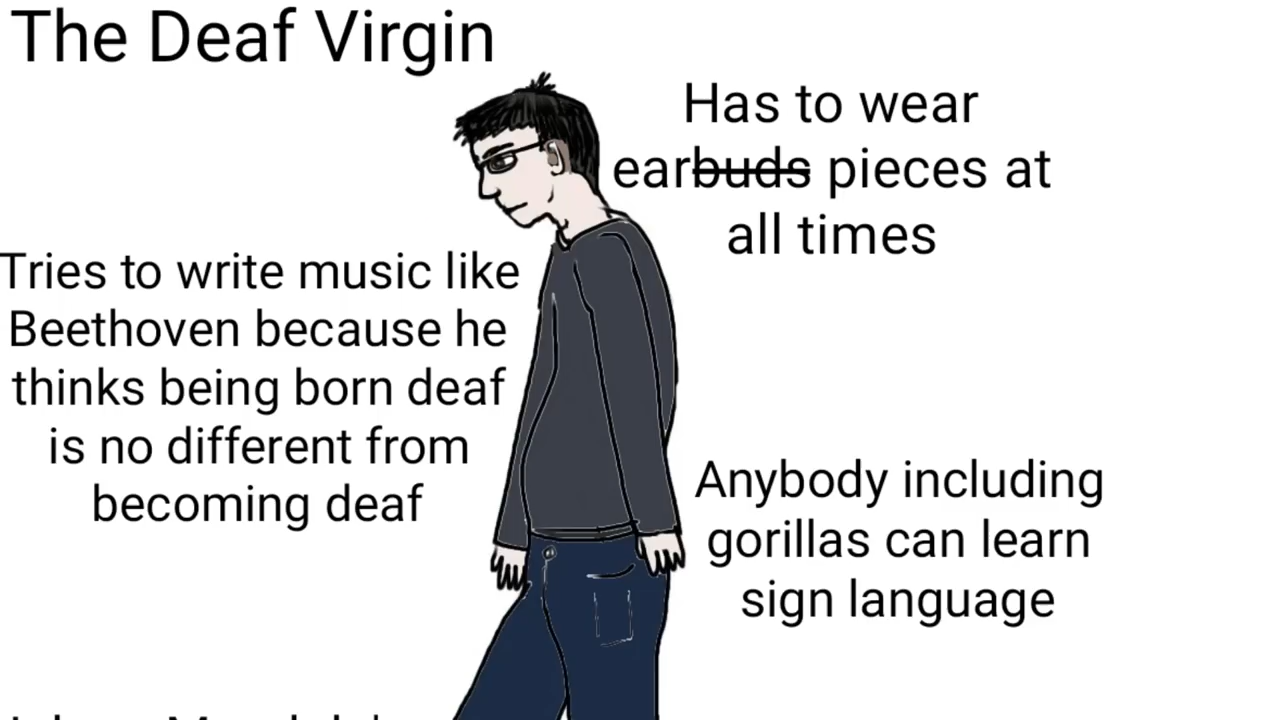 The Deaf Virgin
Has to wear
earbuds pieces at
all times
Tries to write music like
Beethoven because he
thinks being born deaf
is no different from
becoming deaf
Anybody including
gorillas can learn
sign language